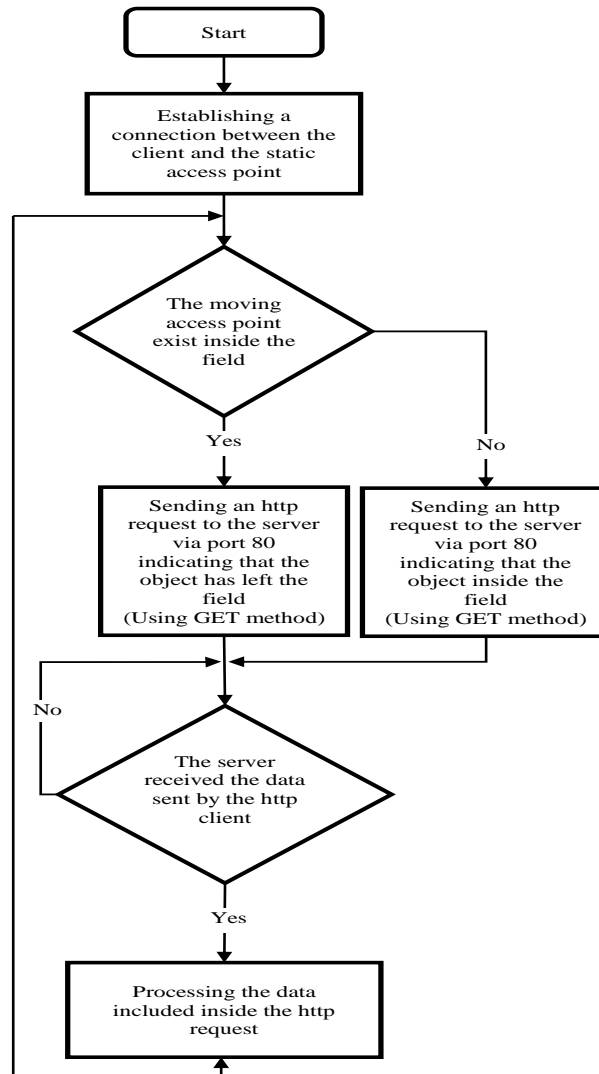 Start
Establishing a
connection between the
client and the static
access point
The moving
access point
exist inside the
field
Yes
No
Sending an http
request to the server
via port 80
indicating that the
object has left the
field
(Using GET method)
Sending an http
request to the server
via port 80
indicating that the
object inside the
field
(Using GET method)
No
The server
received the data
sent by the http
client
Yes
Processing the data
included inside the http
request